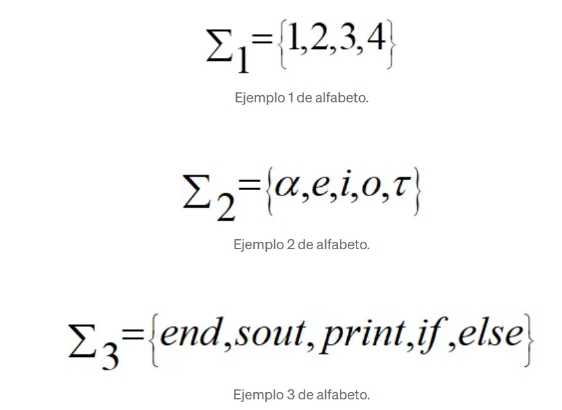 Σ₁={1,2,3,4}
Ejemplo 1 de alfabeto.
Σ₂={α,e,i,o,τ}
Ejemplo 2 de alfabeto.
Σ₃={end,sout,print,if,else}
Ejemplo 3 de alfabeto.